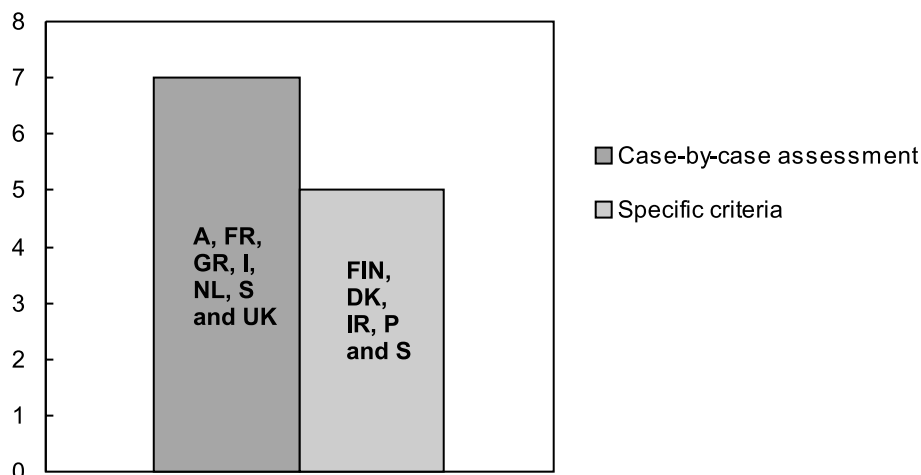 8
7
6
5
4
3
2
1
0
A, FR,
GR, I,
NL, S
and UK
FIN,
DK,
IR, P
and S
Case-by-case assessment
Specific criteria